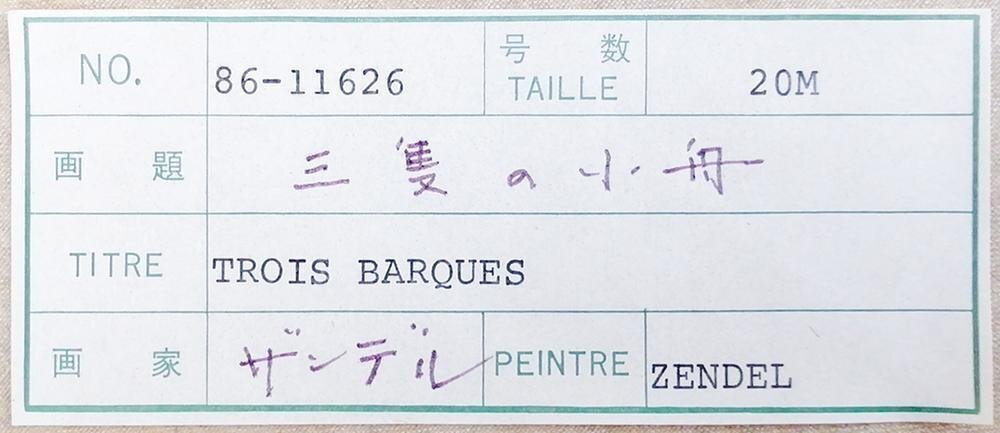 NO. 86-11626 号数 TAILLE 20M
画題 三隻の小舟
TITRE TROIS BARQUES
画家 ザンデル PEINTRE ZENDEL